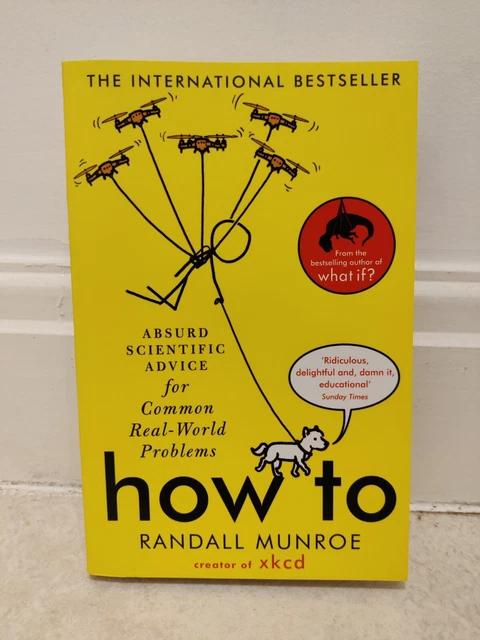 THE INTERNATIONAL BESTSELLER
From the
bestselling author of
what if?
ABSURD
SCIENTIFIC
ADVICE
for
Common
Real-World
Problems
'Ridiculous,
delightful and, damn it,
educational'
Sunday Times
how to
RANDALL MUNROE
creator of xkcd